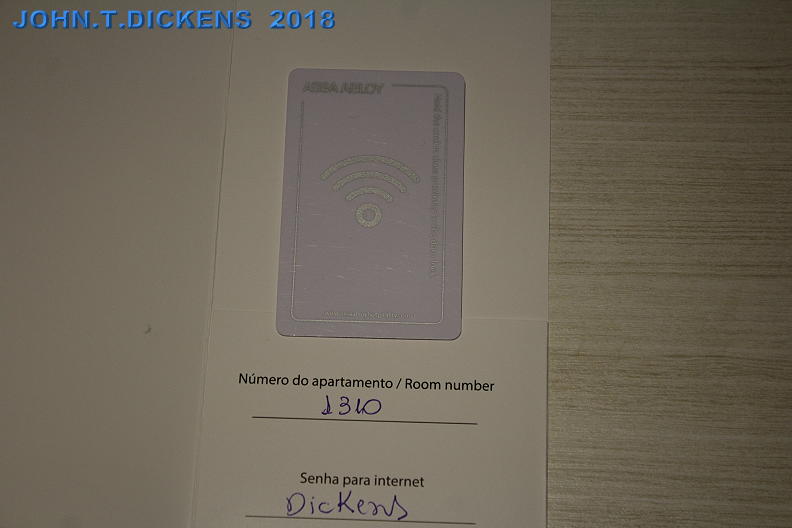 JOHN.T.DICKENS 2018
ASSA ABLOY
Número do apartamento / Room number
1310
Senha para internet
Dickens